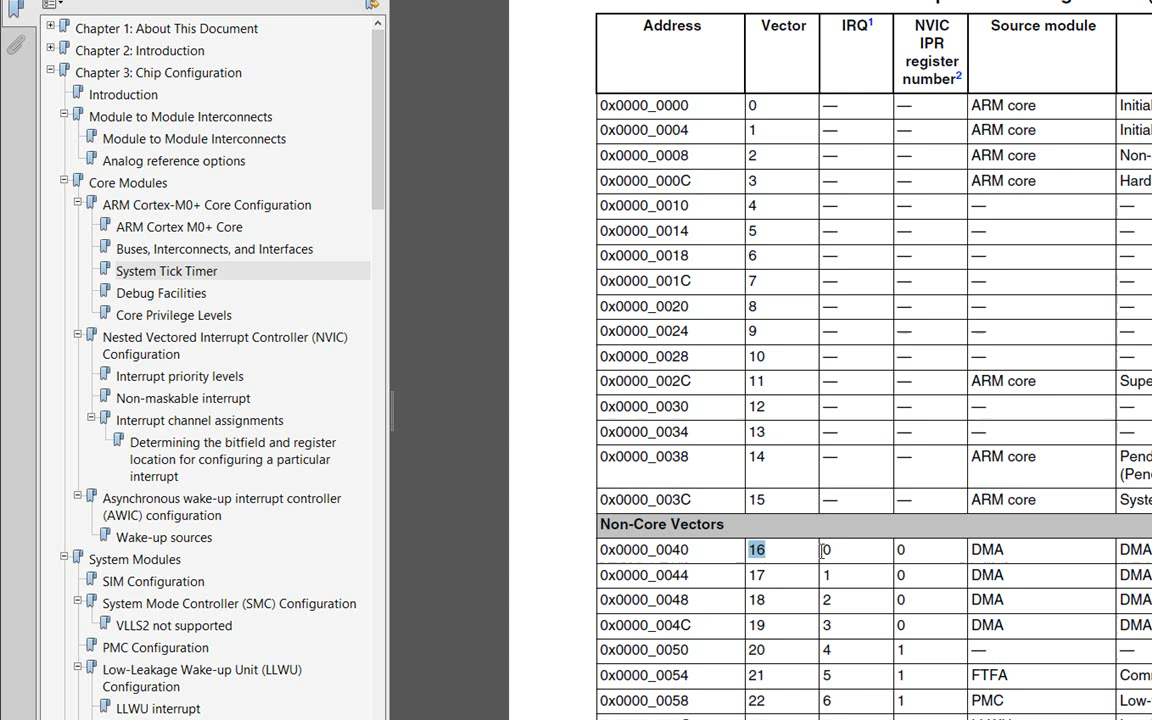 Chapter 1: About This Document
Chapter 2: Introduction
Chapter 3: Chip Configuration
Introduction
Module to Module Interconnects
Module to Module Interconnects
Analog reference options
Core Modules
ARM Cortex-M0+ Core Configuration
ARM Cortex M0+ Core
Buses, Interconnects, and Interfaces
System Tick Timer
Debug Facilities
Core Privilege Levels
Nested Vectored Interrupt Controller (NVIC)
Configuration
Interrupt priority levels
Non-maskable interrupt
Interrupt channel assignments
Determining the bitfield and register
location for configuring a particular
interrupt
Asynchronous wake-up interrupt controller
(AWIC) configuration
Wake-up sources
System Modules
SIM Configuration
System Mode Controller (SMC) Configuration
VLLS2 not supported
PMC Configuration
Low-Leakage Wake-up Unit (LLWU)
Configuration
LLWU interrupt
Address Vector IRQ1 NVIC Source module
IPR
register
number2
0x0000_0000 0 — — ARM core Initia
0x0000_0004 1 — — ARM core Initia
0x0000_0008 2 — — ARM core Non-
0x0000_000C 3 — — ARM core Hard
0x0000_0010 4 — — — —
0x0000_0014 5 — — — —
0x0000_0018 6 — — — —
0x0000_001C 7 — — — —
0x0000_0020 8 — — — —
0x0000_0024 9 — — — —
0x0000_0028 10 — — — —
0x0000_002C 11 — — ARM core Supe
0x0000_0030 12 — — — —
0x0000_0034 13 — — — —
0x0000_0038 14 — — ARM core Pend
(Pen
0x0000_003C 15 — — ARM core Syst
Non-Core Vectors
0x0000_0040 16 0 0 DMA DMA
0x0000_0044 17 1 0 DMA DMA
0x0000_0048 18 2 0 DMA DMA
0x0000_004C 19 3 0 DMA DMA
0x0000_0050 20 4 1 — —
0x0000_0054 21 5 1 FTFA Com
0x0000_0058 22 6 1 PMC Low-